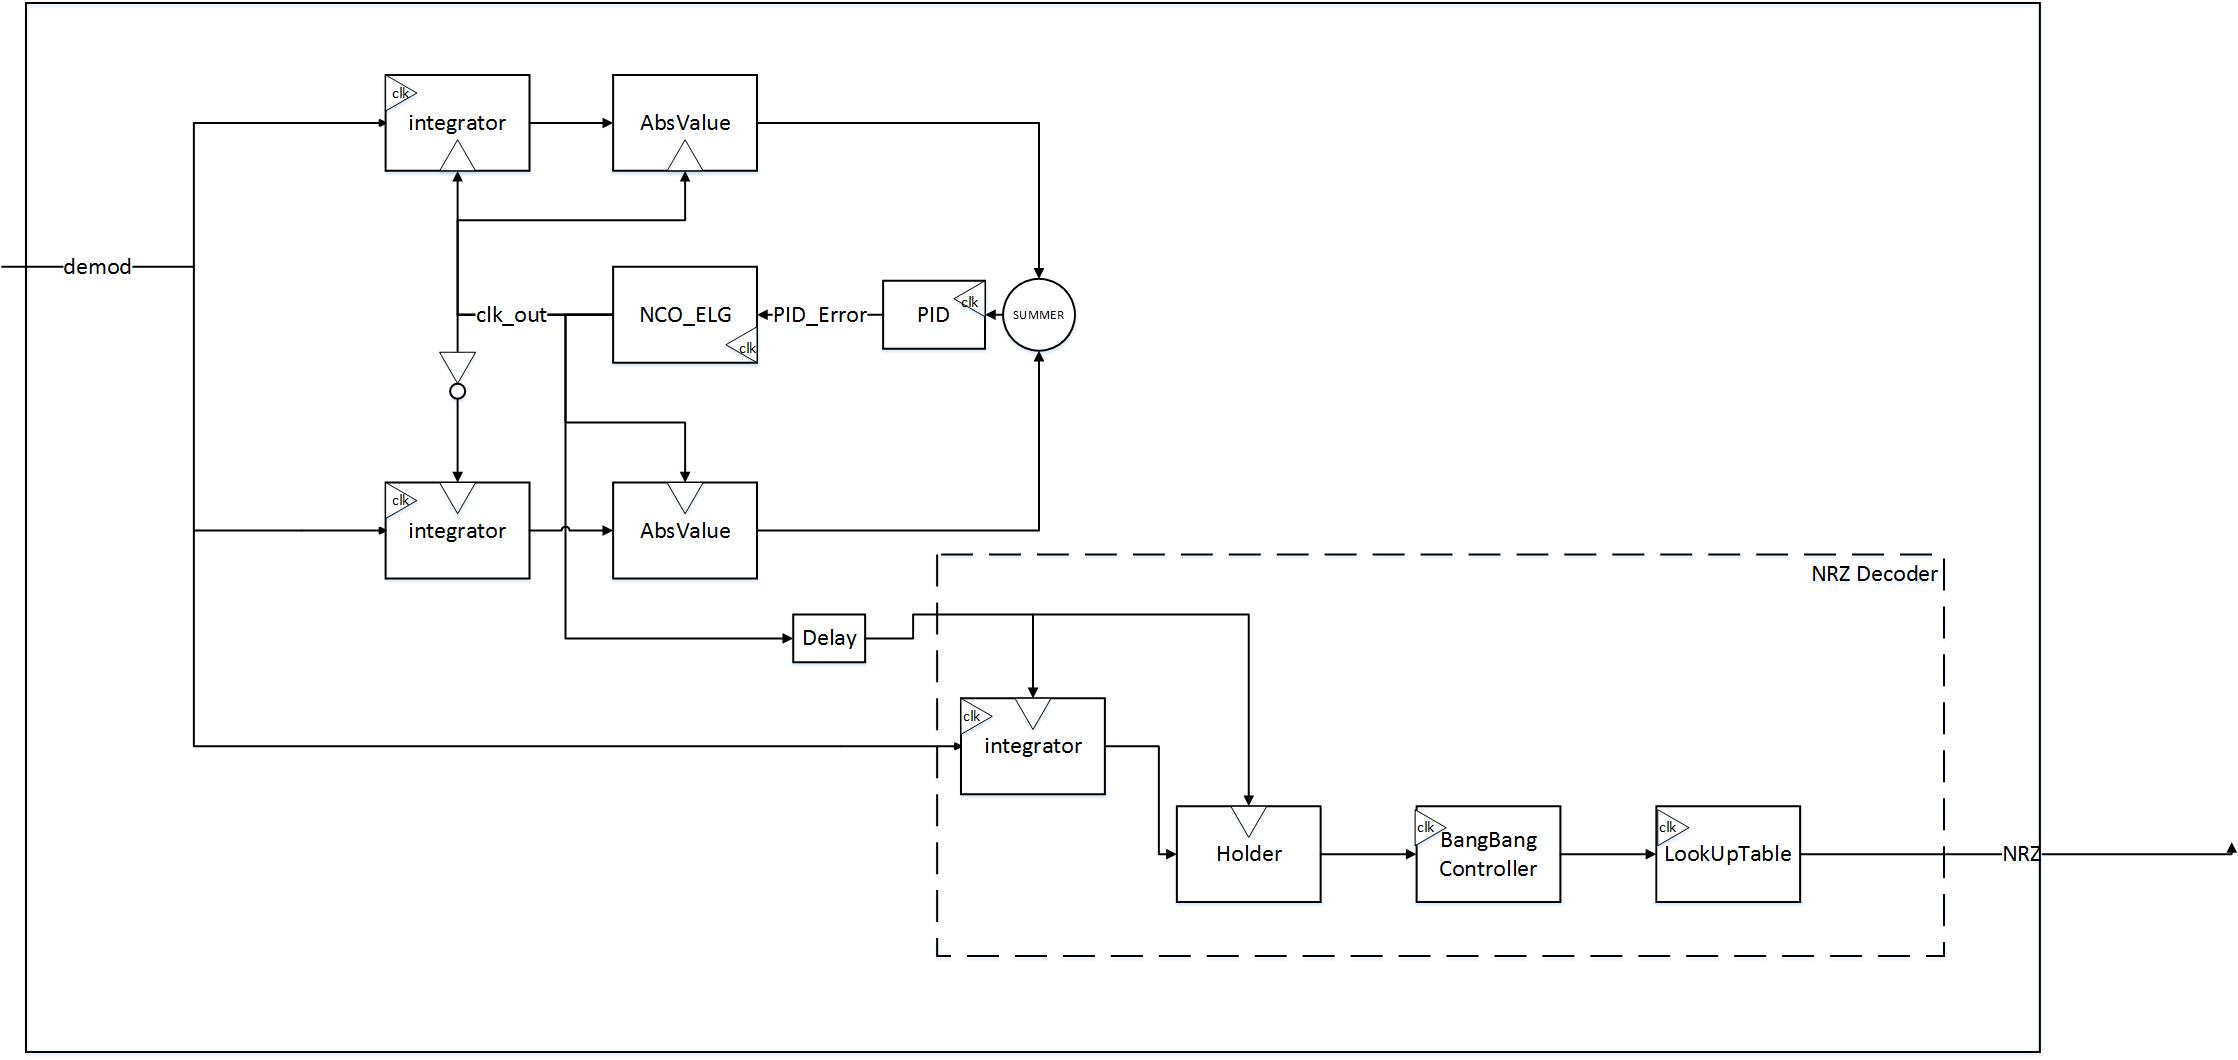 clk
integrator
AbsValue
demod
clk_out
NCO_ELG
clk
PID_Error
PID
clk
SUMMER
clk
integrator
AbsValue
NRZ Decoder
Delay
clk
integrator
Holder
clk
BangBang
Controller
clk
LookUpTable
NRZ